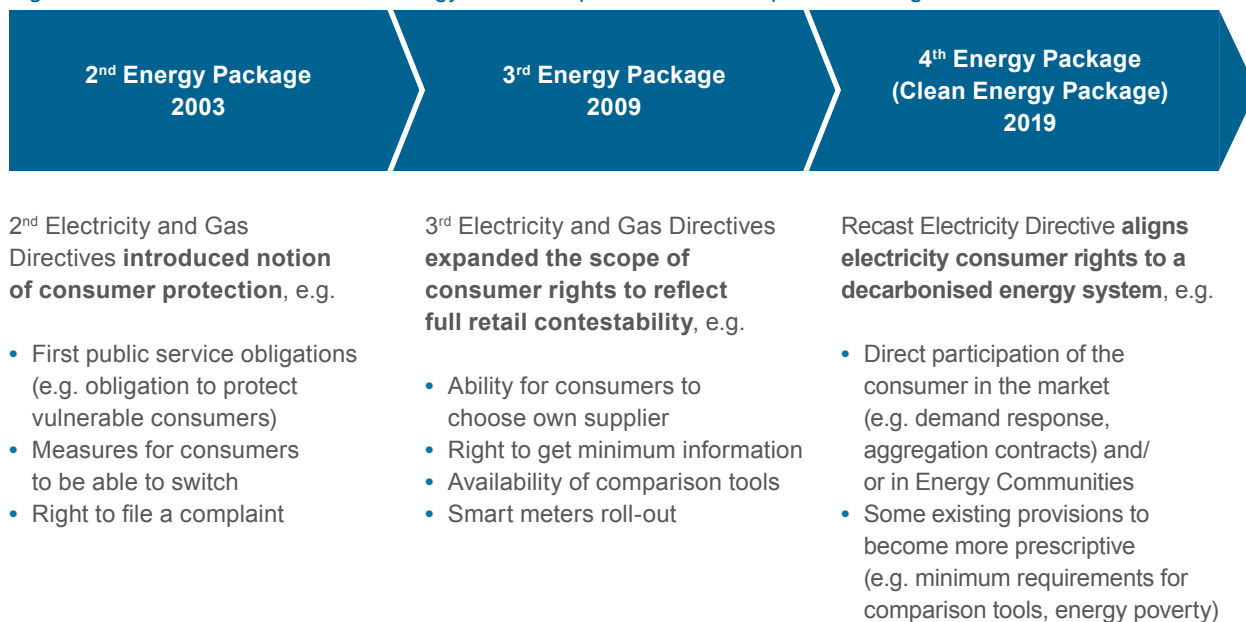 2nd Energy Package
2003
3rd Energy Package
2009
4th Energy Package
(Clean Energy Package)
2019
2nd Electricity and Gas
Directives introduced notion
of consumer protection, e.g.
• First public service obligations
(e.g. obligation to protect
vulnerable consumers)
• Measures for consumers
to be able to switch
• Right to file a complaint
3rd Electricity and Gas Directives
expanded the scope of
consumer rights to reflect
full retail contestability, e.g.
• Ability for consumers to
choose own supplier
• Right to get minimum information
• Availability of comparison tools
• Smart meters roll-out
Recast Electricity Directive aligns
electricity consumer rights to a
decarbonised energy system, e.g.
• Direct participation of the
consumer in the market
(e.g. demand response,
aggregation contracts) and/
or in Energy Communities
• Some existing provisions to
become more prescriptive
(e.g. minimum requirements for
comparison tools, energy poverty)